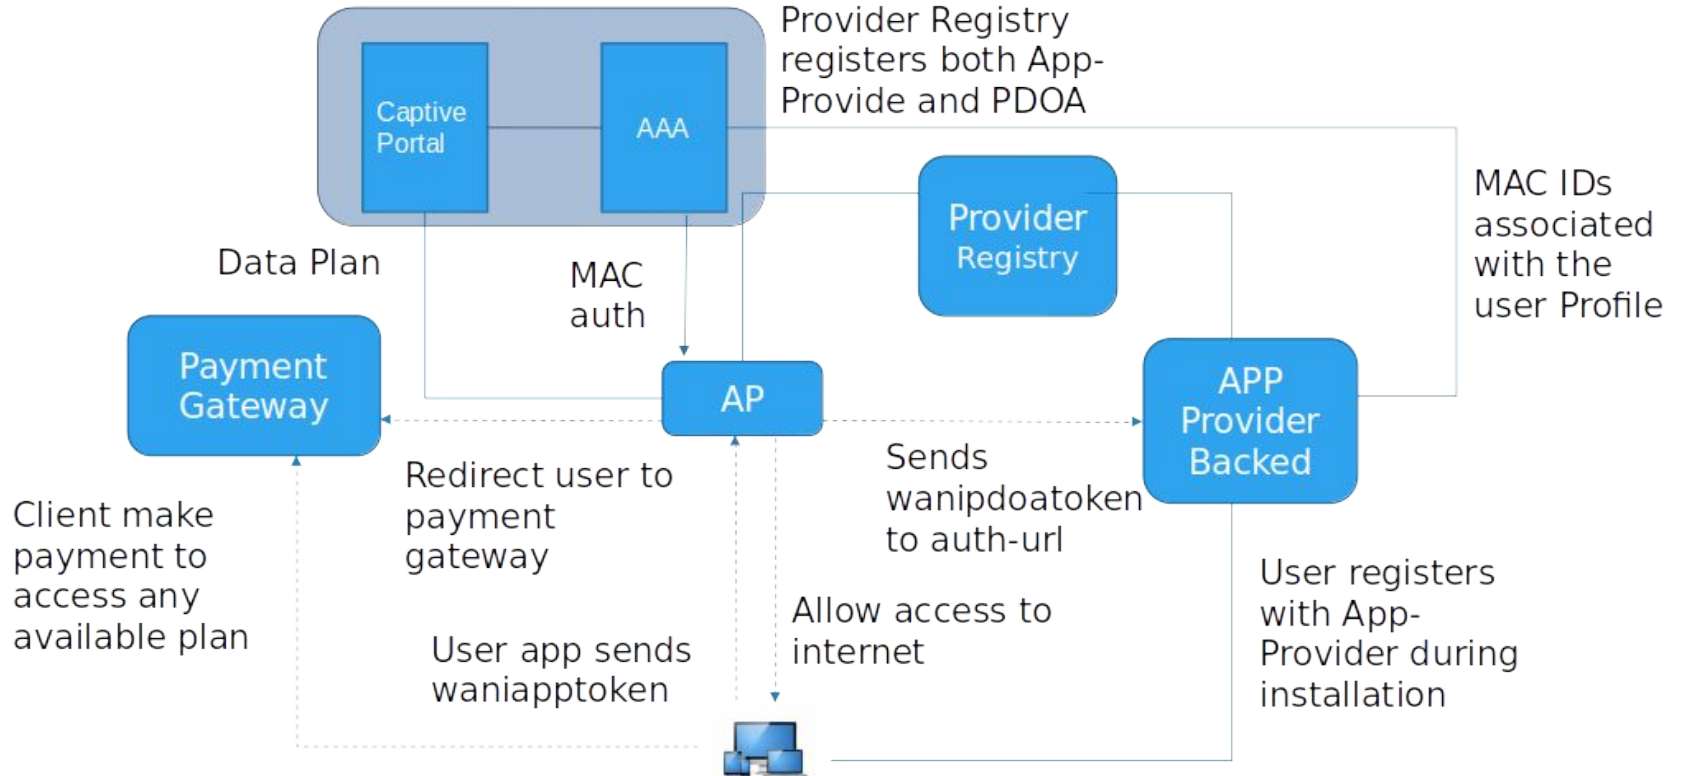 Provider Registry
registers both App-
Provide and PDOA
Captive
Portal
AAA
MAC IDs
associated
with the
user Profile
Provider
Registry
Data Plan
MAC
auth
Payment
Gateway
AP
APP
Provider
Backed
Sends
wanipdoatoken
to auth-url
Redirect user to
payment
gateway
Client make
payment to
access any
available plan
User registers
with App-
Provider during
installation
Allow access to
internet
User app sends
waniapptoken